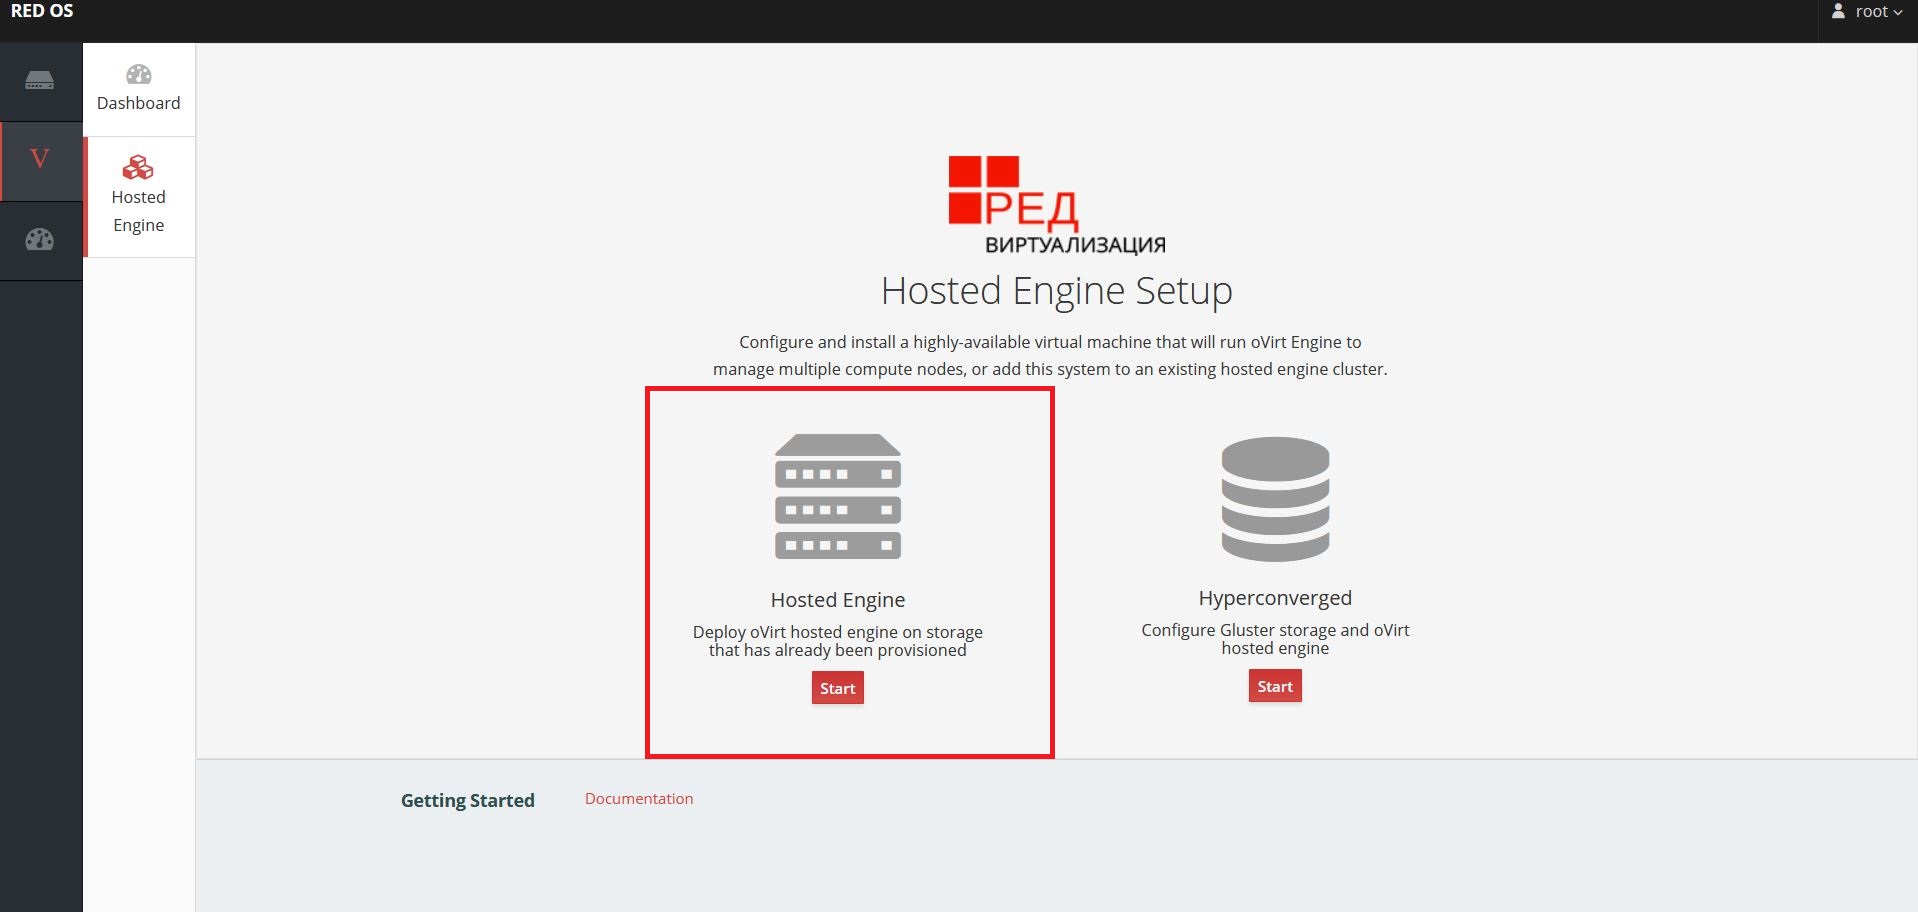 RED OS
root
Dashboard
V
Hosted
Engine
РЕД
ВИРТУАЛИЗАЦИЯ
Hosted Engine Setup
Configure and install a highly-available virtual machine that will run oVirt Engine to
manage multiple compute nodes, or add this system to an existing hosted engine cluster.
Hosted Engine
Deploy oVirt hosted engine on storage
that has already been provisioned
Start
Hyperconverged
Configure Gluster storage and oVirt
hosted engine
Start
Getting Started
Documentation